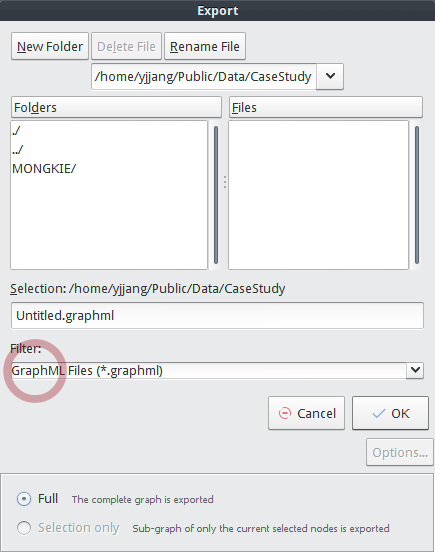 Export
New Folder Delete File Rename File
/home/yjjang/Public/Data/CaseStudy
Folders Files
./
../
MONGKIE/
Selection: /home/yjjang/Public/Data/CaseStudy
Untitled.graphml
Filter:
GraphML Files (*.graphml)
Cancel OK
Options...
Full The complete graph is exported
Selection only Sub-graph of only the current selected nodes is exported